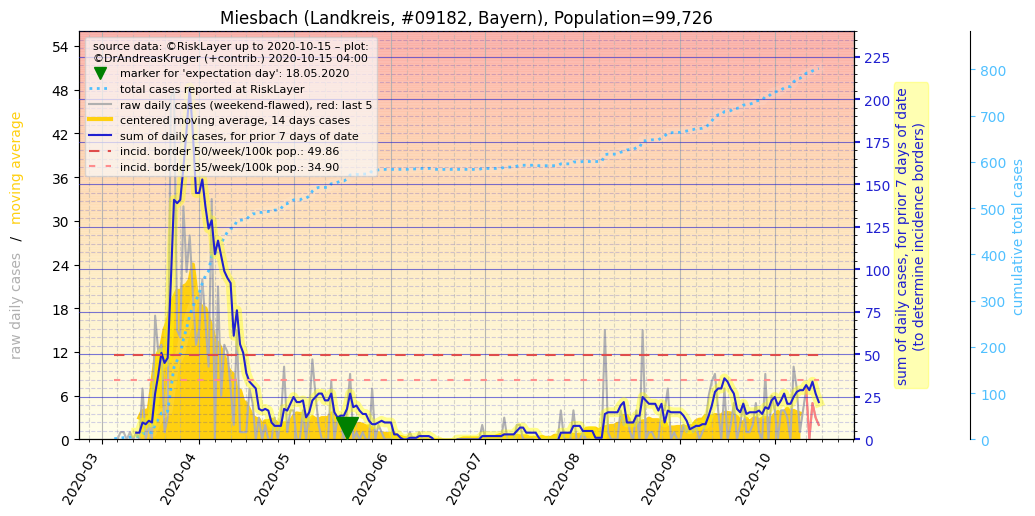 Miesbach (Landkreis, #09182, Bayern), Population=99,726
source data: ©RiskLayer up to 2020-10-15 – plot:
©DrAndreasKruger (+contrib.) 2020-10-15 04:00
marker for 'expectation day': 18.05.2020
total cases reported at RiskLayer
raw daily cases (weekend-flawed), red: last 5
centered moving average, 14 days cases
sum of daily cases, for prior 7 days of date
incid. border 50/week/100k pop.: 49.86
incid. border 35/week/100k pop.: 34.90
raw daily cases / moving average
54
48
42
36
30
24
18
12
6
0
225
200
175
150
125
100
75
50
25
0
sum of daily cases, for prior 7 days of date
(to determine incidence borders)
800
700
600
500
400
300
200
100
0
cumulative total cases
2020-03
2020-04
2020-05
2020-06
2020-07
2020-08
2020-09
2020-10